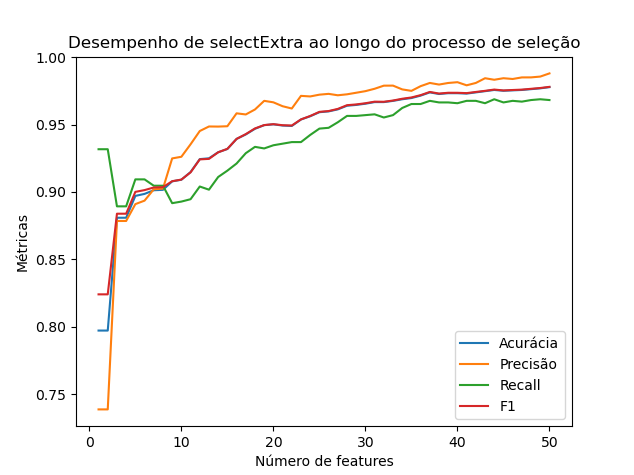 Desempenho de selectExtra ao longo do processo de seleção
1.00
0.95
0.90
0.85
0.80
0.75
Métricas
0 10 20 30 40 50
Número de features
Acurácia
Precisão
Recall
F1